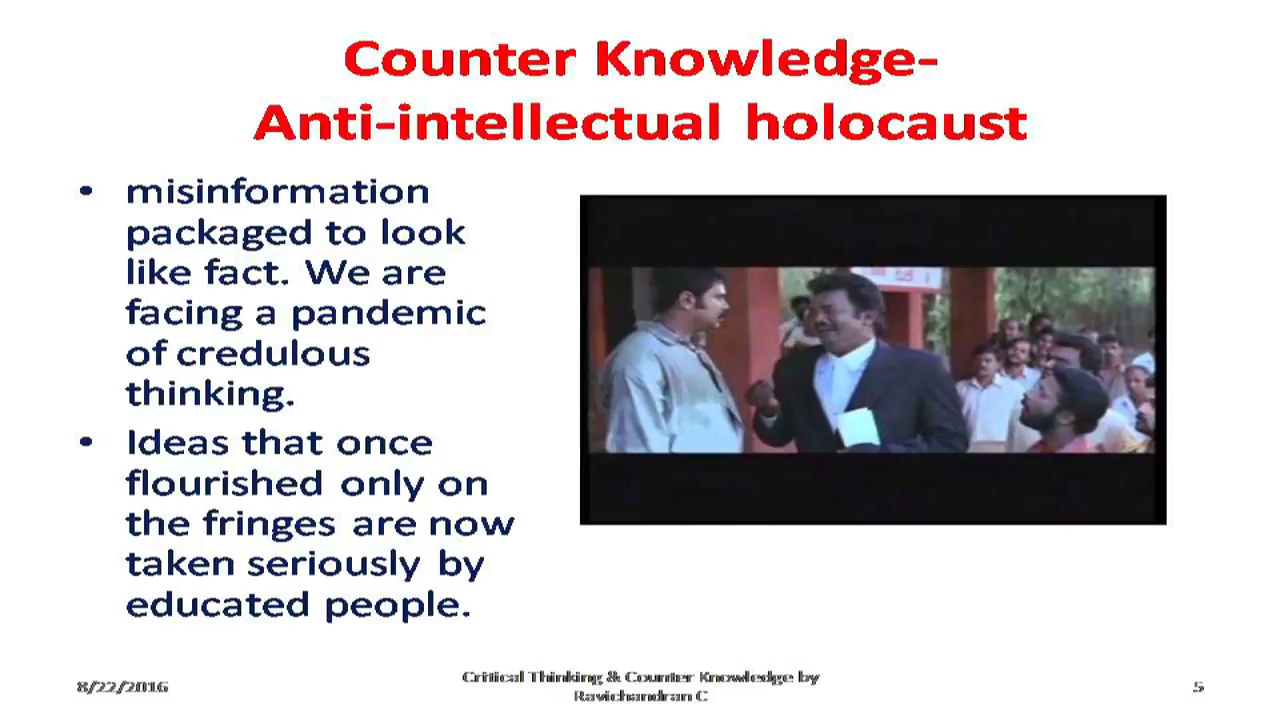 Counter Knowledge-
Anti-intellectual holocaust
• misinformation
packaged to look
like fact. We are
facing a pandemic
of credulous
thinking.
• Ideas that once
flourished only on
the fringes are now
taken seriously by
educated people.
8/22/2016
Critical Thinking & Counter Knowledge by
Ravichandran C
5